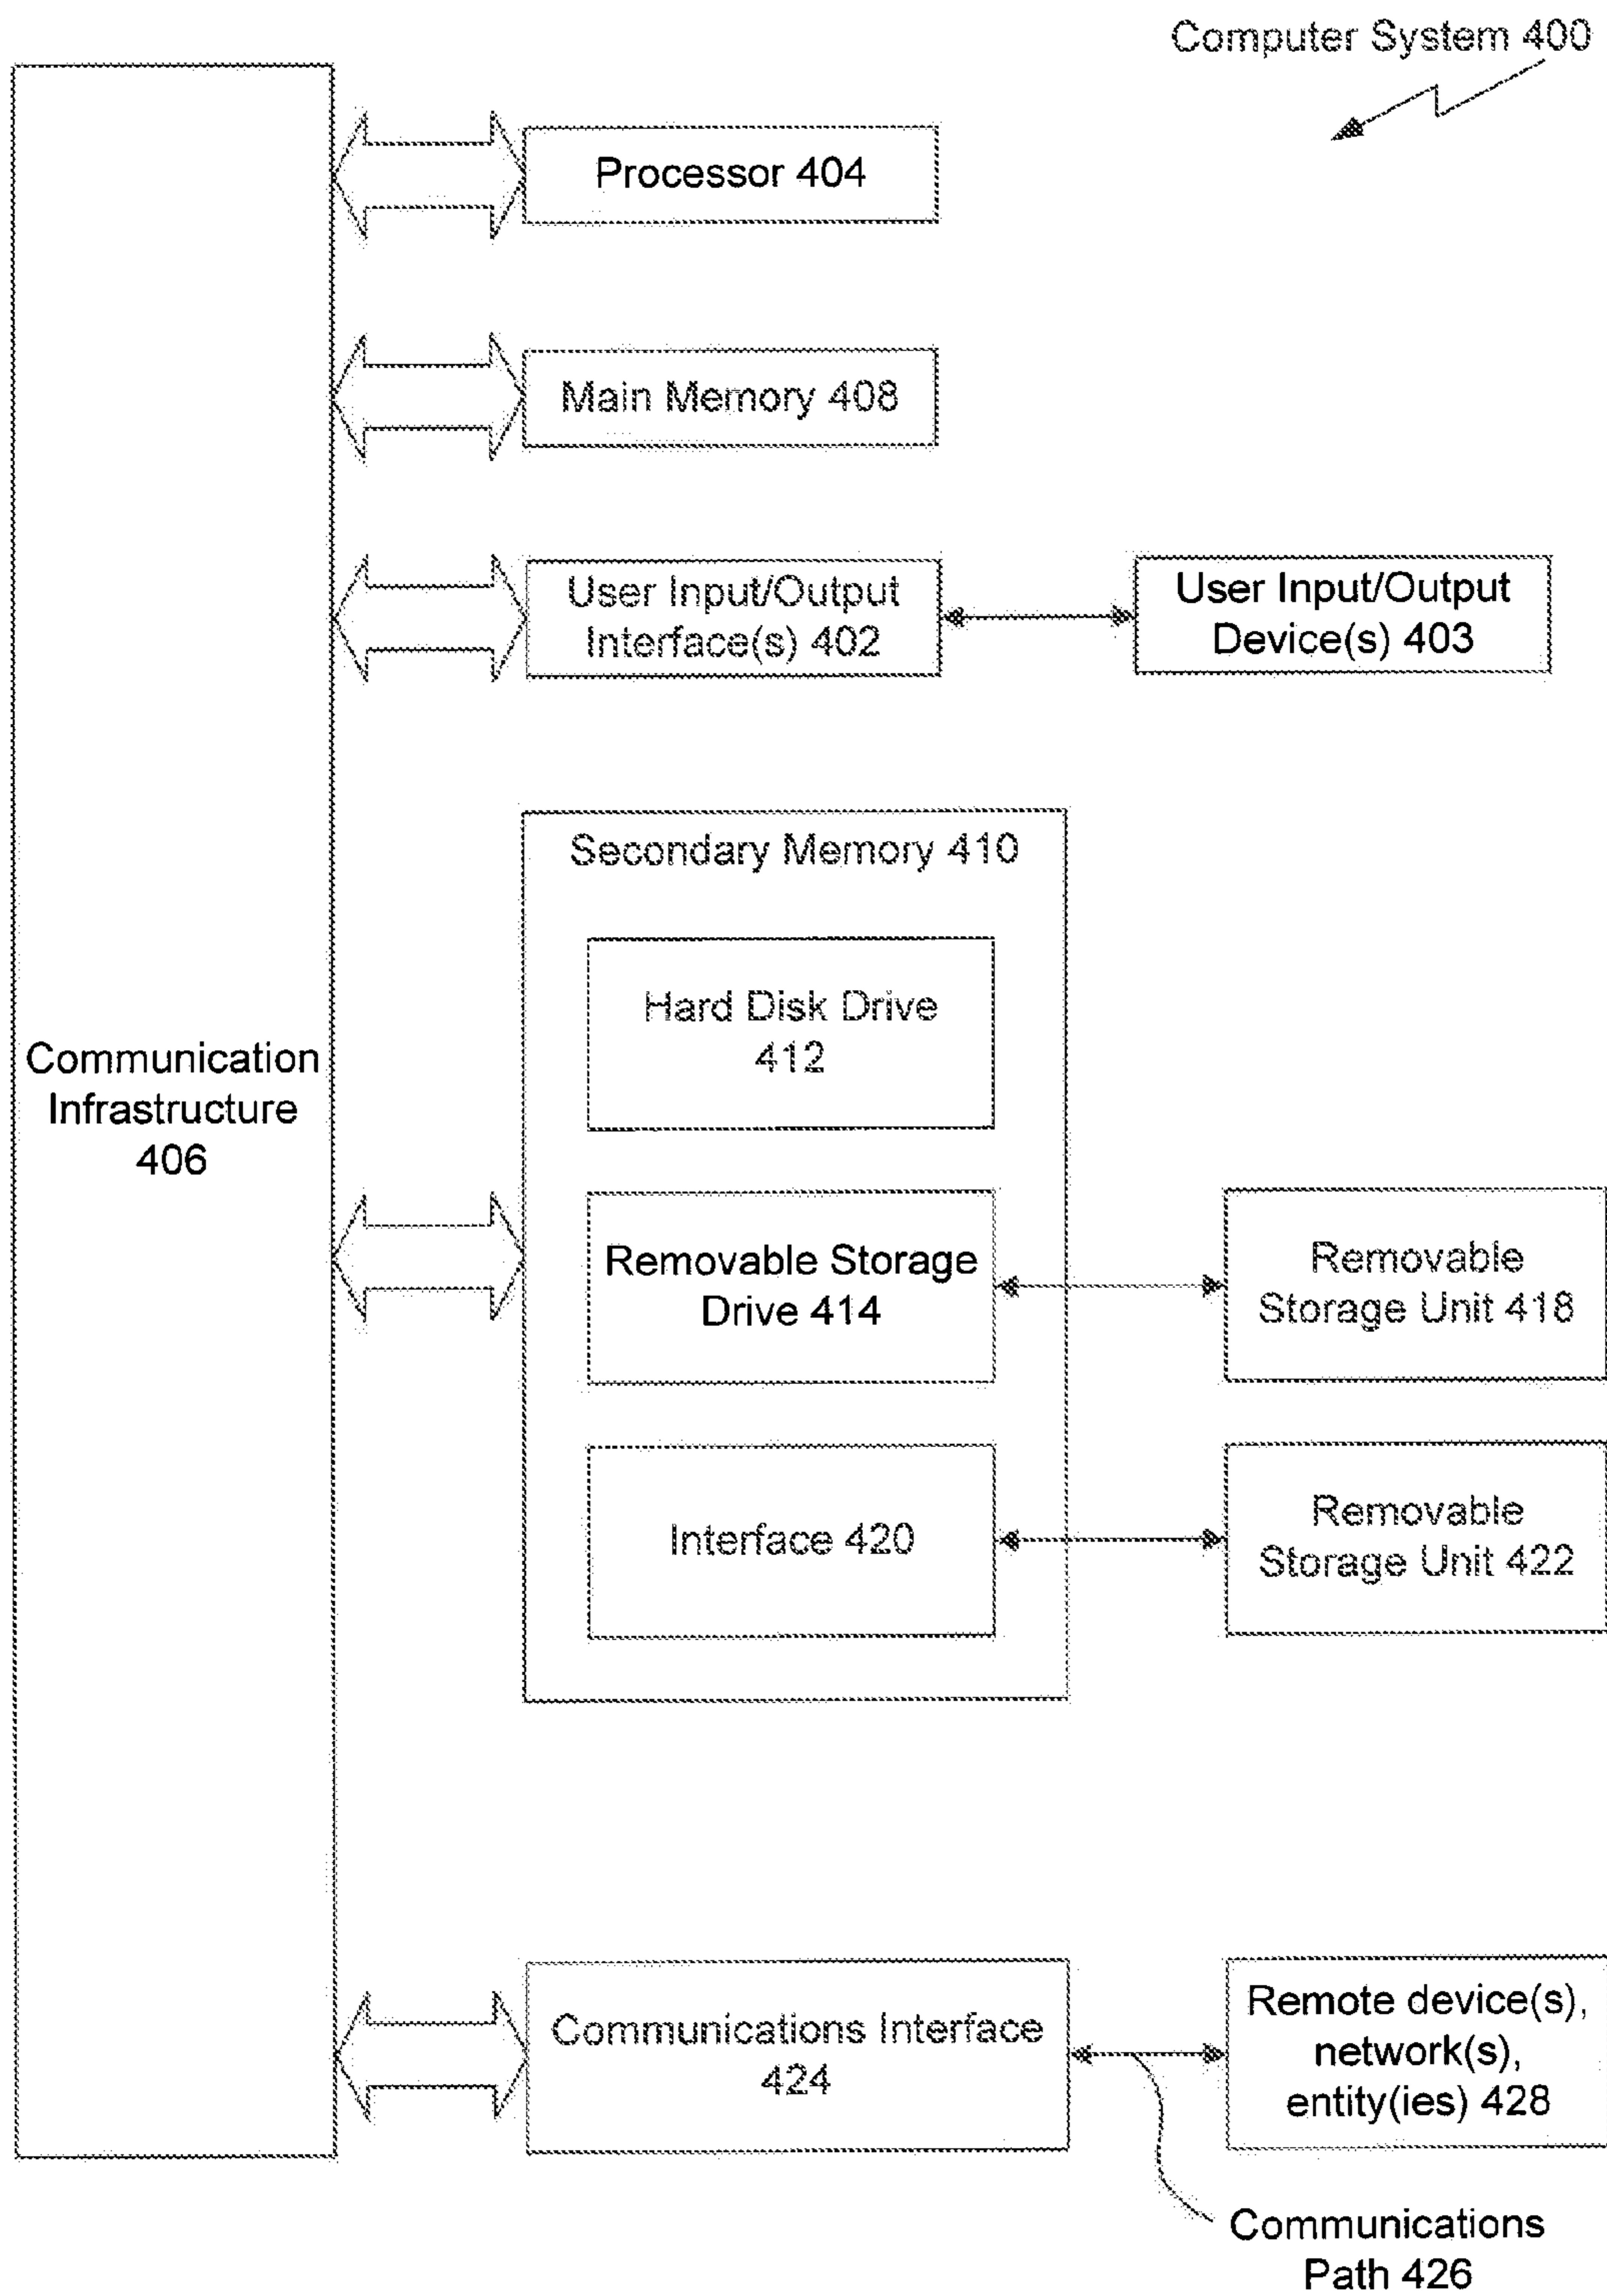 Computer System 400
Processor 404
Main Memory 408
User Input/Output
Interface(s) 402
User Input/Output
Device(s) 403
Secondary Memory 410
Hard Disk Drive
412
Communication
Infrastructure
406
Removable Storage
Drive 414
Removable
Storage Unit 418
Interface 420
Removable
Storage Unit 422
Communications Interface
424
Remote device(s),
network(s),
entity(ies) 428
Communications
Path 426